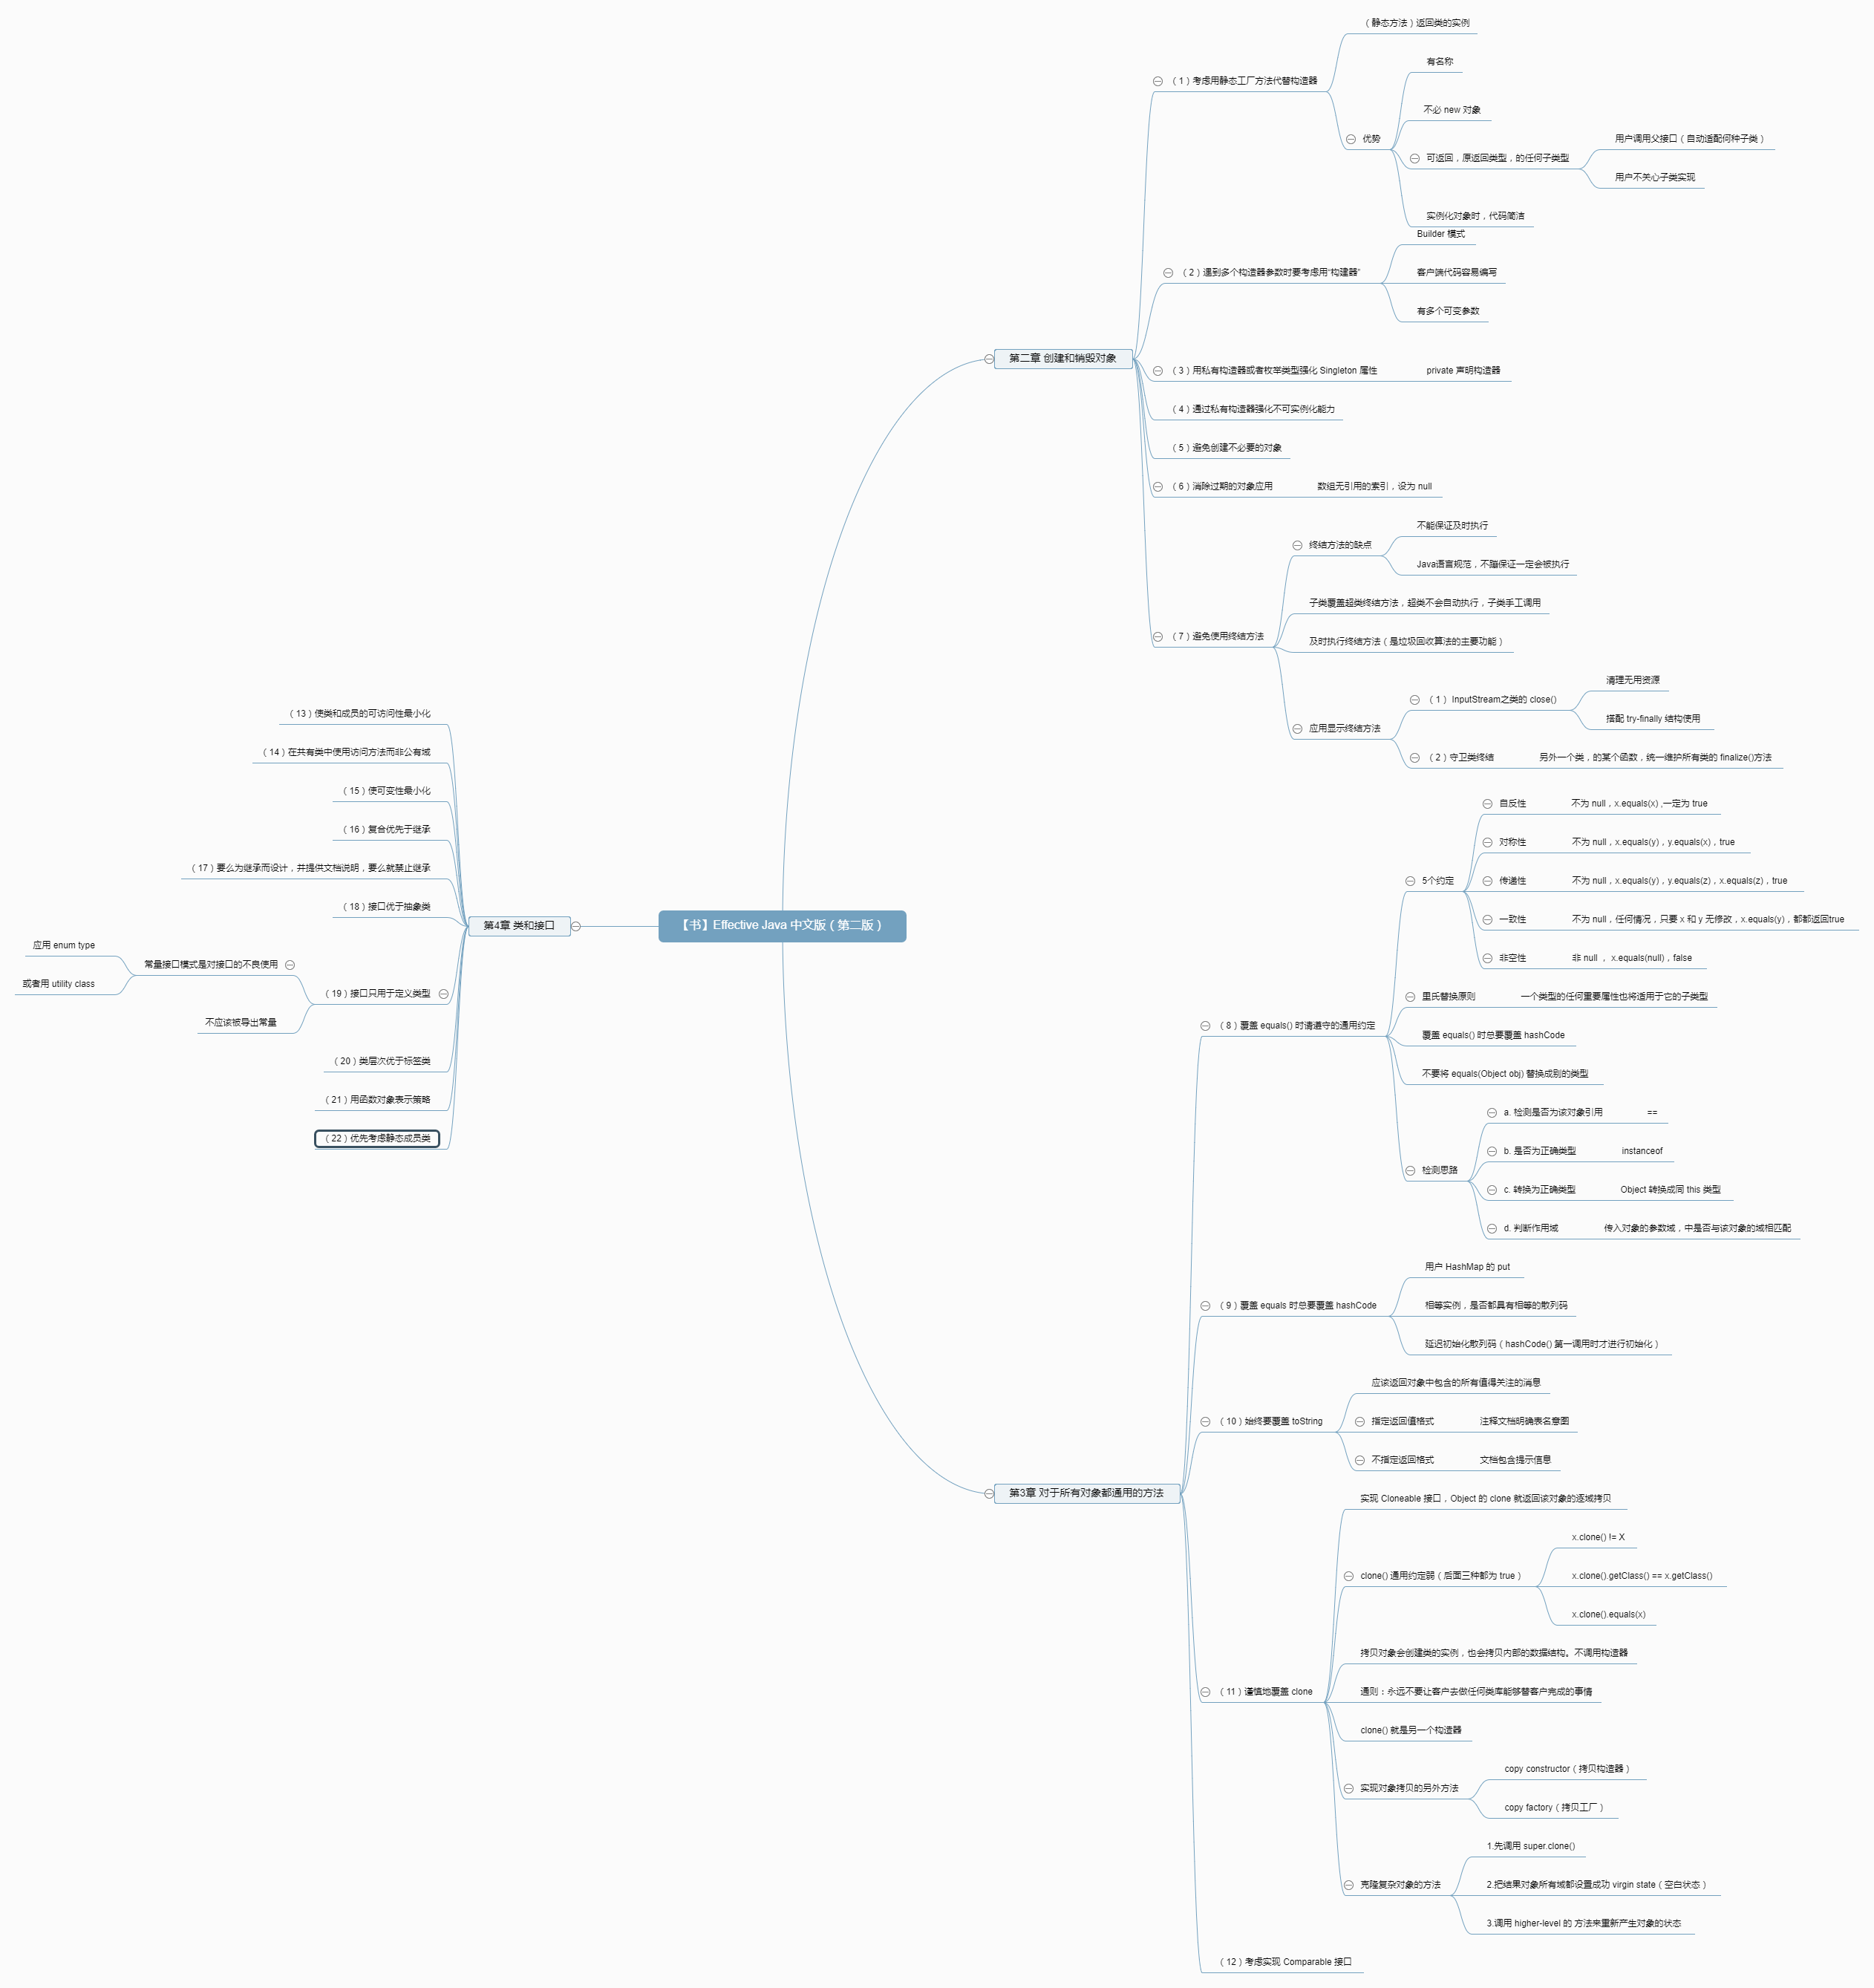 【书】Effective Java 中文版（第二版）
第二章 创建和销毁对象
（1）考虑用静态工厂方法代替构造器
（静态方法）返回类的实例
优势
有名称
不必 new 对象
可返回，原返回类型，的任何子类型
用户调用父接口（自动适配何种子类）
用户不关心子类实现
实例化对象时，代码简洁
（2）遇到多个构造器参数时要考虑用“构建器”
Builder 模式
客户端代码容易编写
有多个可变参数
（3）用私有构造器或者枚举类型强化 Singleton 属性
private 声明构造器
（4）通过私有构造器强化不可实例化能力
（5）避免创建不必要的对象
（6）消除过期的对象应用
数组无引用的索引，设为 null
（7）避免使用终结方法
终结方法的缺点
不能保证及时执行
Java语言规范，不蹦保证一定会被执行
子类覆盖超类终结方法，超类不会自动执行，子类手工调用
及时执行终结方法（是垃圾回收算法的主要功能）
应用显示终结方法
（1） InputStream之类的 close()
清理无用资源
搭配 try-finally 结构使用
（2）守卫类终结
另外一个类，的某个函数，统一维护所有类的 finalize()方法
第3章 对于所有对象都通用的方法
（8）覆盖 equals() 时请遵守的通用约定
5个约定
自反性
不为 null，x.equals(x) ,一定为 true
对称性
不为 null，x.equals(y)，y.equals(x)，true
传递性
不为 null，x.equals(y)，y.equals(z)，x.equals(z)，true
一致性
不为 null，任何情况，只要 x 和 y 无修改，x.equals(y)，都都返回true
非空性
非 null ， x.equals(null)，false
里氏替换原则
一个类型的任何重要属性也将适用于它的子类型
覆盖 equals() 时总要覆盖 hashCode
不要将 equals(Object obj) 替换成别的类型
检测思路
a. 检测是否为该对象引用
==
b. 是否为正确类型
instanceof
c. 转换为正确类型
Object 转换成同 this 类型
d. 判断作用域
传入对象的参数域，中是否与该对象的域相匹配
（9）覆盖 equals 时总要覆盖 hashCode
用户 HashMap 的 put
相等实例，是否都具有相等的散列码
延迟初始化散列码（hashCode() 第一调用时才进行初始化）
（10）始终要覆盖 toString
应该返回对象中包含的所有值得关注的消息
指定返回值格式
注释文档明确表名意图
不指定返回格式
文档包含提示信息
（11）谨慎地覆盖 clone
实现 Cloneable 接口，Object 的 clone 就返回该对象的逐域拷贝
clone() 通用约定弱（后面三种都为 true）
x.clone() != X
x.clone().getClass() == x.getClass()
x.clone().equals(x)
拷贝对象会创建类的实例，也会拷贝内部的数据结构。不调用构造器
通则：永远不要让客户去做任何类库能够替客户完成的事情
clone() 就是另一个构造器
实现对象拷贝的另外方法
copy constructor（拷贝构造器）
copy factory（拷贝工厂）
克隆复杂对象的方法
1.先调用 super.clone()
2.把结果对象所有域都设置成功 virgin state（空白状态）
3.调用 higher-level 的 方法来重新产生对象的状态
（12）考虑实现 Comparable 接口
第4章 类和接口
（13）使类和成员的可访问性最小化
（14）在共有类中使用访问方法而非公有域
（15）使可变性最小化
（16）复合优先于继承
（17）要么为继承而设计，并提供文档说明，要么就禁止继承
（18）接口优于抽象类
（19）接口只用于定义类型
常量接口模式是对接口的不良使用
应用 enum type
或者用 utility class
不应该被导出常量
（20）类层次优于标签类
（21）用函数对象表示策略
（22）优先考虑静态成员类